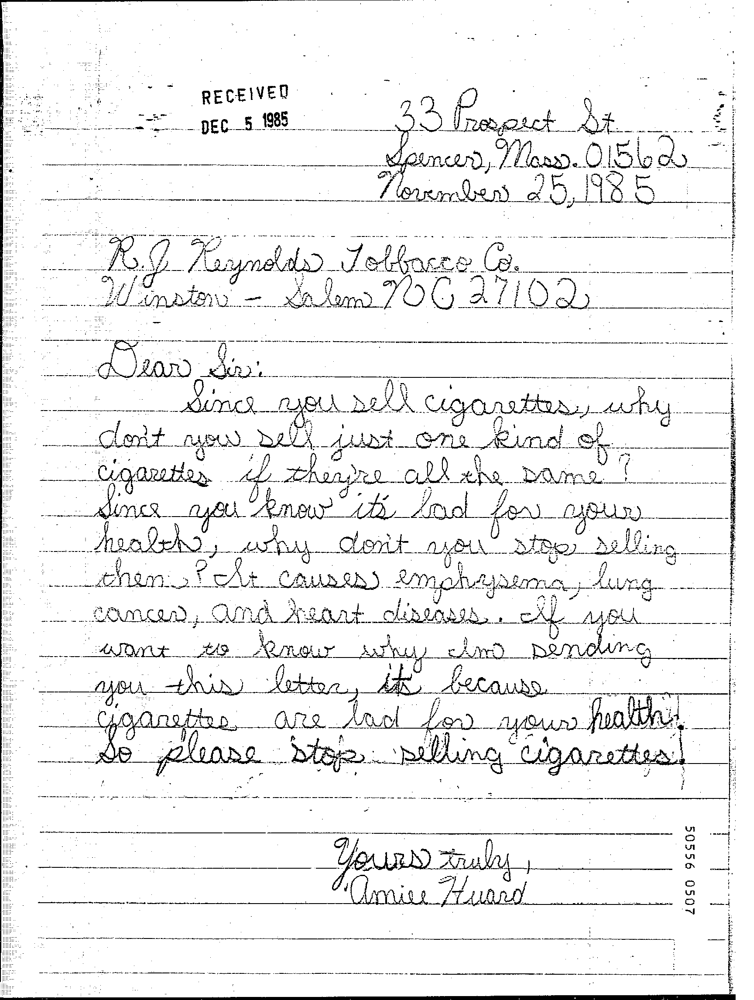 RECEIVED
DEC 5 1985
33 Prospect St
Spencer, Mass. 01562
November 25, 1985
R.J Reynolds Tobbacco Co.
Winston - Salem NC 27102
Dear Sir:
Since you sell cigarettes, why
don't you sell just one kind of
cigarettes if they're all the same?
Since you know it's bad for your
health, why don't you stop selling
them? It causes emphysema, lung
cancer, and heart diseases. If you
want to know why Im sending
you this letter, its because
cigarettes are bad for your health!
So please stop selling cigarettes!
Yours truly,
Amiee Huard
50556 0507